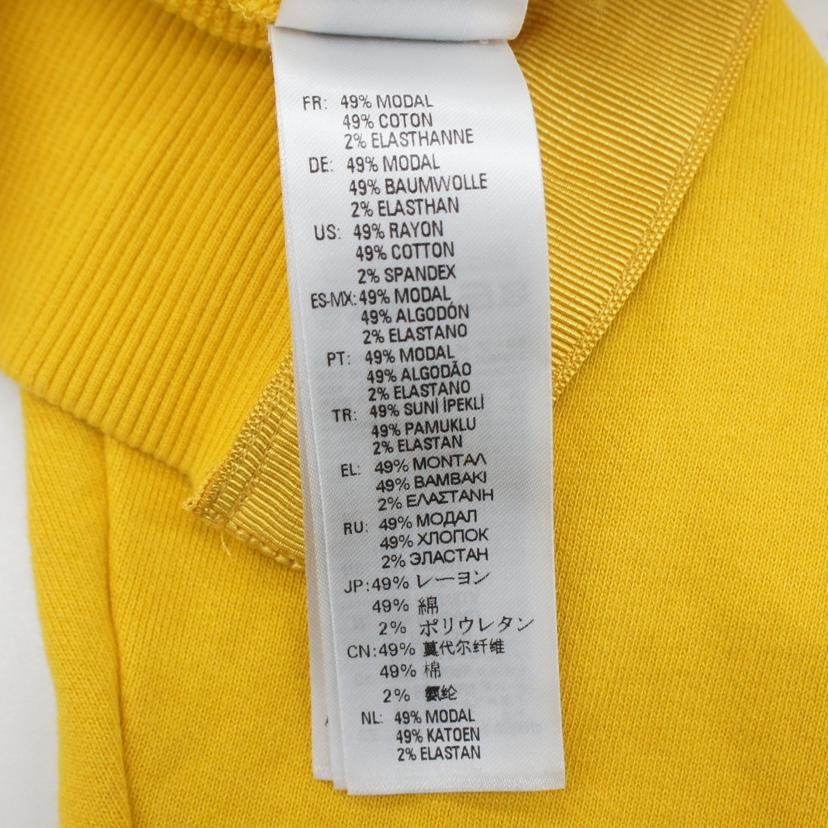 FR: 49% MODAL
49% COTON
2% ELASTHANNE
DE: 49% MODAL
49% BAUMWOLLE
2% ELASTHAN
US: 49% RAYON
49% COTTON
2% SPANDEX
ES-MX: 49% MODAL
49% ALGODÓN
2% ELASTANO
PT: 49% MODAL
49% ALGODÃO
2% ELASTANO
TR: 49% SUNİ İPEKLİ
49% PAMUKLU
2% ELASTAN
EL: 49% ΜΟΝΤΑΛ
49% ΒΑΜΒΑΚΙ
2% ΕΛΑΣΤΑΝΗ
RU: 49% МОДАЛ
49% ХЛОПОК
2% ЭЛАСТАН
JP: 49% レーヨン
49% 綿
2% ポリウレタン
CN: 49% 莫代尔纤维
49% 棉
2% 氨纶
NL: 49% MODAL
49% KATOEN
2% ELASTAN